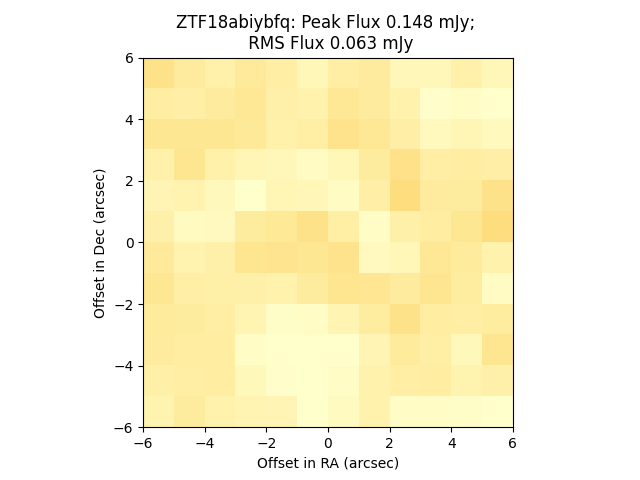 ZTF18abiybfq: Peak Flux 0.148 mJy;
RMS Flux 0.063 mJy
6
4
2
0
−2
−4
−6
Offset in Dec (arcsec)
−6 −4 −2 0 2 4 6
Offset in RA (arcsec)